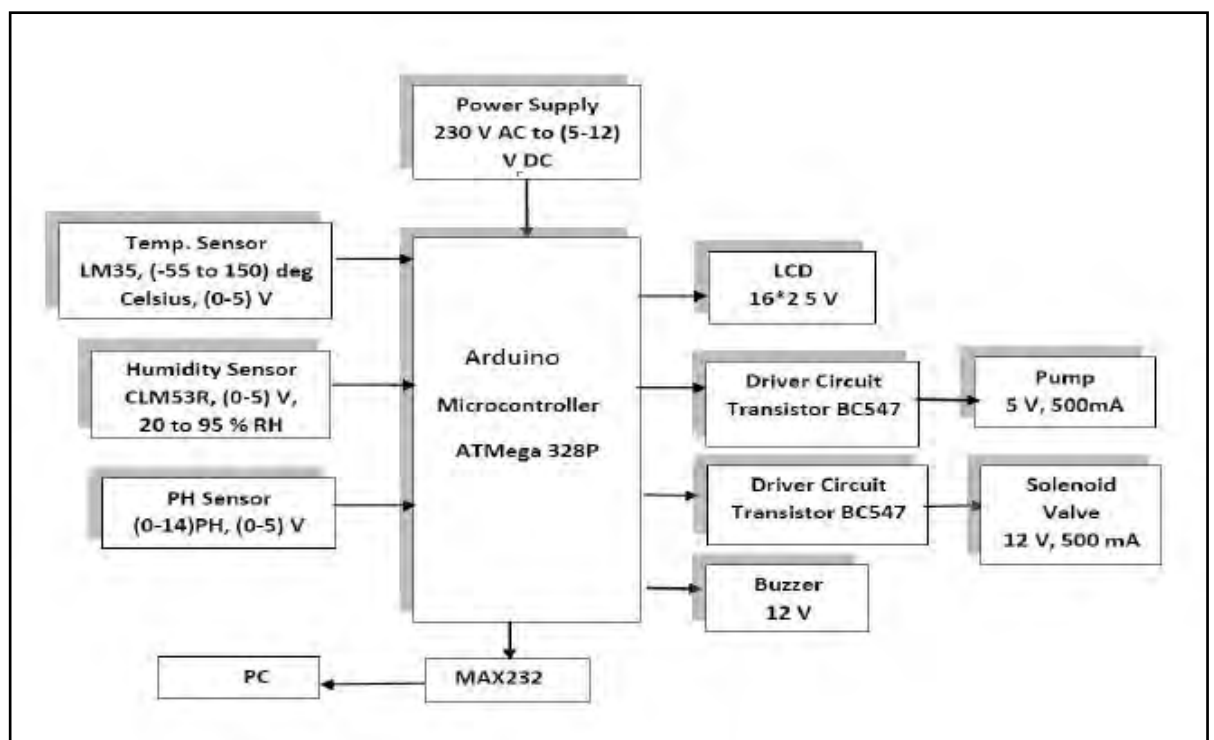 Power Supply
230 V AC to (5-12)
V DC
Temp. Sensor
LM35, (-55 to 150) deg
Celsius, (0-5) V
Humidity Sensor
CLM53R, (0-5) V,
20 to 95 % RH
PH Sensor
(0-14)PH, (0-5) V
Arduino
Microcontroller
ATMega 328P
LCD
16*2 5 V
Driver Circuit
Transistor BC547
Pump
5 V, 500mA
Driver Circuit
Transistor BC547
Solenoid
Valve
12 V, 500 mA
Buzzer
12 V
MAX232
PC